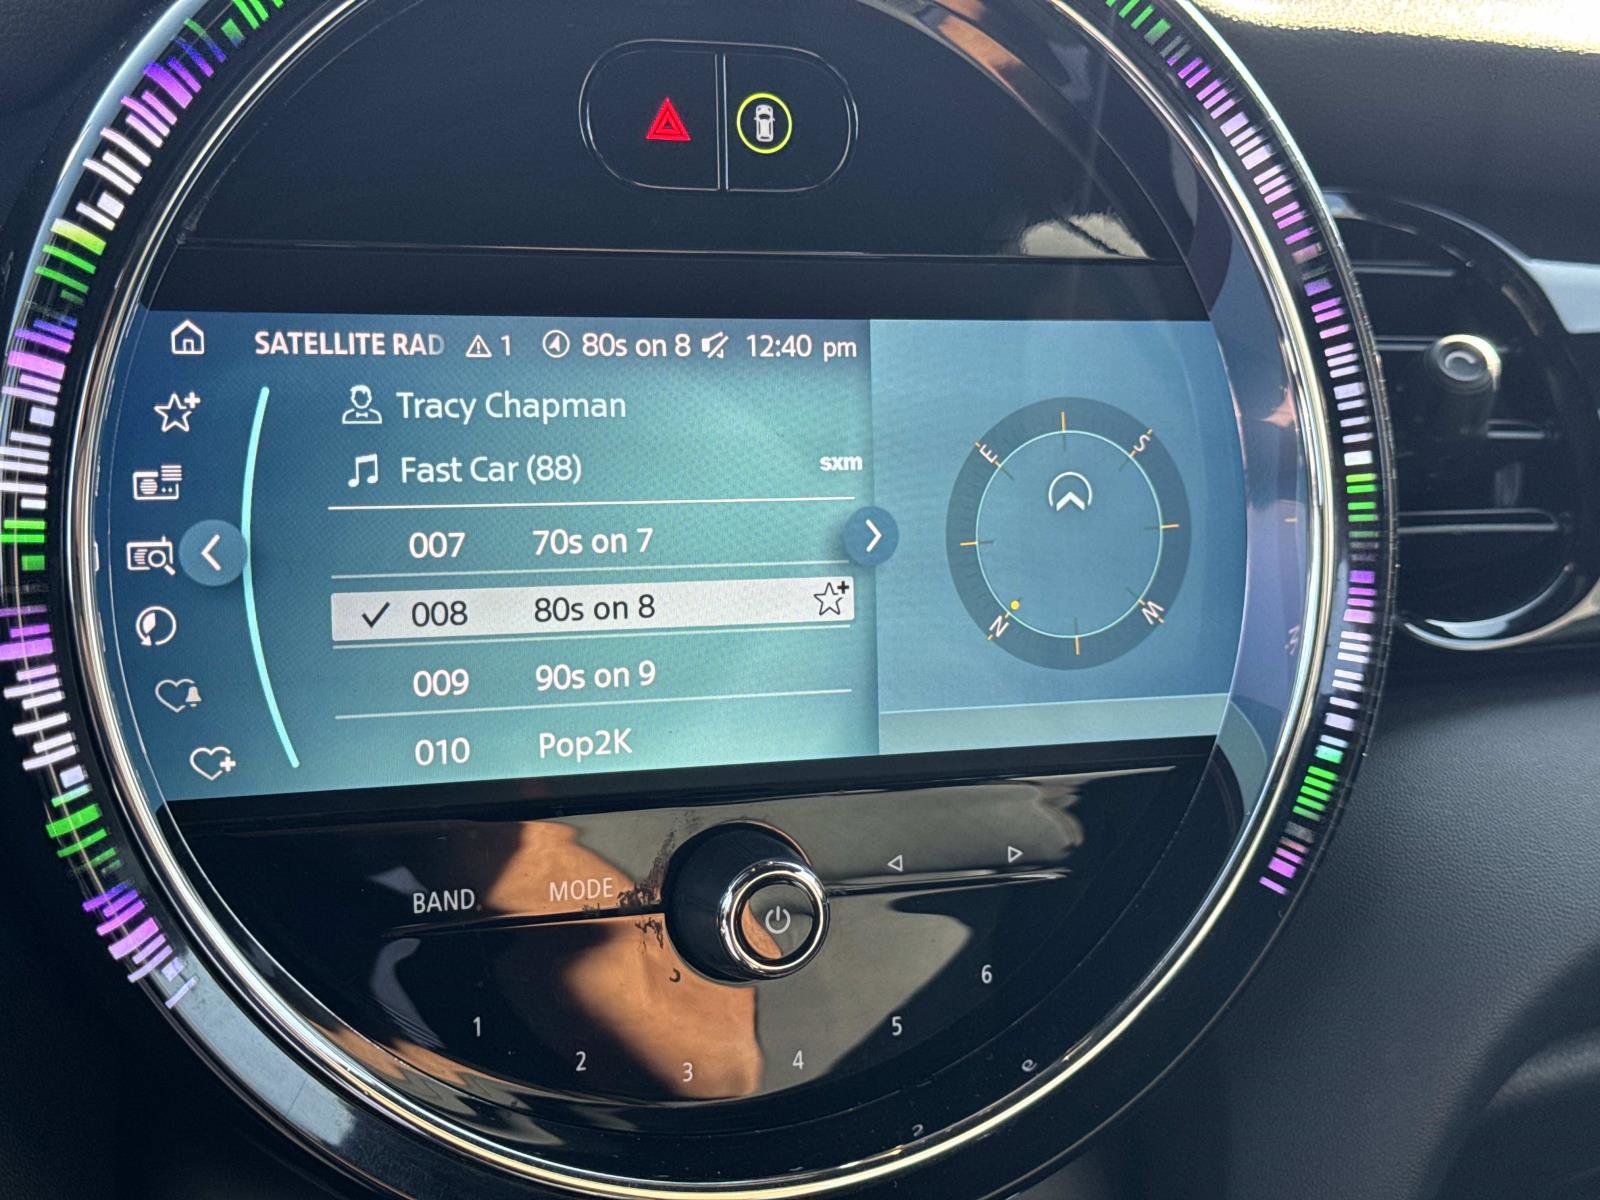 SATELLITE RAD 1 80s on 8 12:40 pm
Tracy Chapman
Fast Car (88) sxm
007 70s on 7
008 80s on 8
009 90s on 9
010 Pop2K
E S
N W
BAND MODE
1 2 3 4 5 6